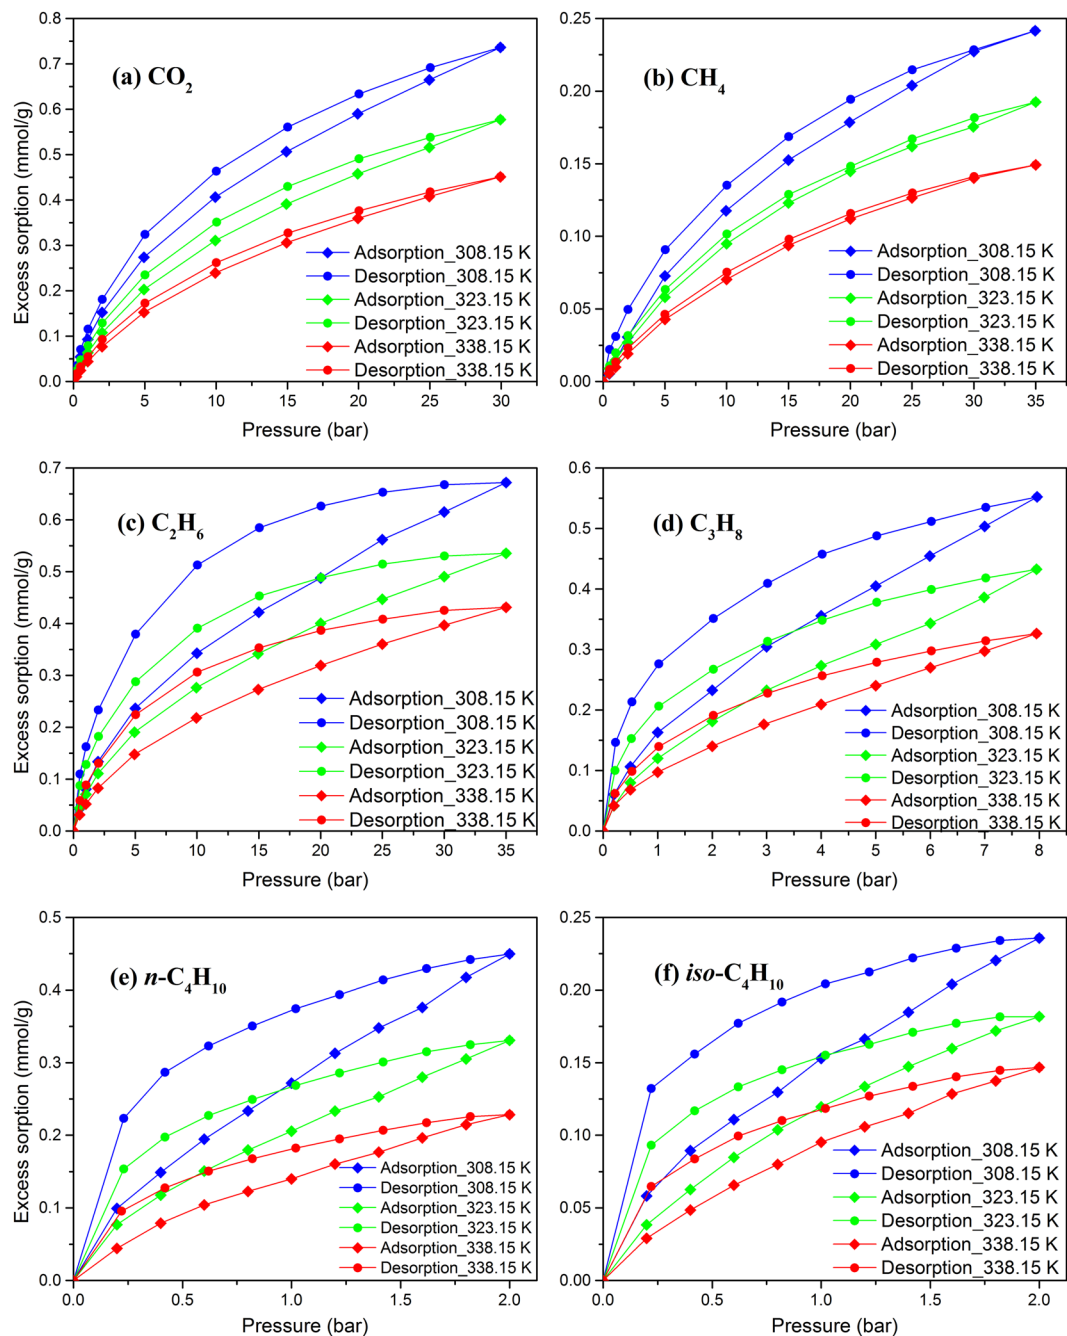 (a) CO2
Excess sorption (mmol/g)
0.8
0.7
0.6
0.5
0.4
0.3
0.2
0.1
0.0
Adsorption_308.15 K
Desorption_308.15 K
Adsorption_323.15 K
Desorption_323.15 K
Adsorption_338.15 K
Desorption_338.15 K
0 5 10 15 20 25 30
Pressure (bar)
(b) CH4
0.25
0.20
0.15
0.10
0.05
0.00
Adsorption_308.15 K
Desorption_308.15 K
Adsorption_323.15 K
Desorption_323.15 K
Adsorption_338.15 K
Desorption_338.15 K
0 5 10 15 20 25 30 35
Pressure (bar)
(c) C2H6
Excess sorption (mmol/g)
0.7
0.6
0.5
0.4
0.3
0.2
0.1
0.0
Adsorption_308.15 K
Desorption_308.15 K
Adsorption_323.15 K
Desorption_323.15 K
Adsorption_338.15 K
Desorption_338.15 K
0 5 10 15 20 25 30 35
Pressure (bar)
(d) C3H8
0.6
0.5
0.4
0.3
0.2
0.1
0.0
Adsorption_308.15 K
Desorption_308.15 K
Adsorption_323.15 K
Desorption_323.15 K
Adsorption_338.15 K
Desorption_338.15 K
0 1 2 3 4 5 6 7 8
Pressure (bar)
(e) n-C4H10
Excess sorption (mmol/g)
0.5
0.4
0.3
0.2
0.1
0.0
Adsorption_308.15 K
Desorption_308.15 K
Adsorption_323.15 K
Desorption_323.15 K
Adsorption_338.15 K
Desorption_338.15 K
0.0 0.5 1.0 1.5 2.0
Pressure (bar)
(f) iso-C4H10
0.25
0.20
0.15
0.10
0.05
0.00
Adsorption_308.15 K
Desorption_308.15 K
Adsorption_323.15 K
Desorption_323.15 K
Adsorption_338.15 K
Desorption_338.15 K
0.0 0.5 1.0 1.5 2.0
Pressure (bar)